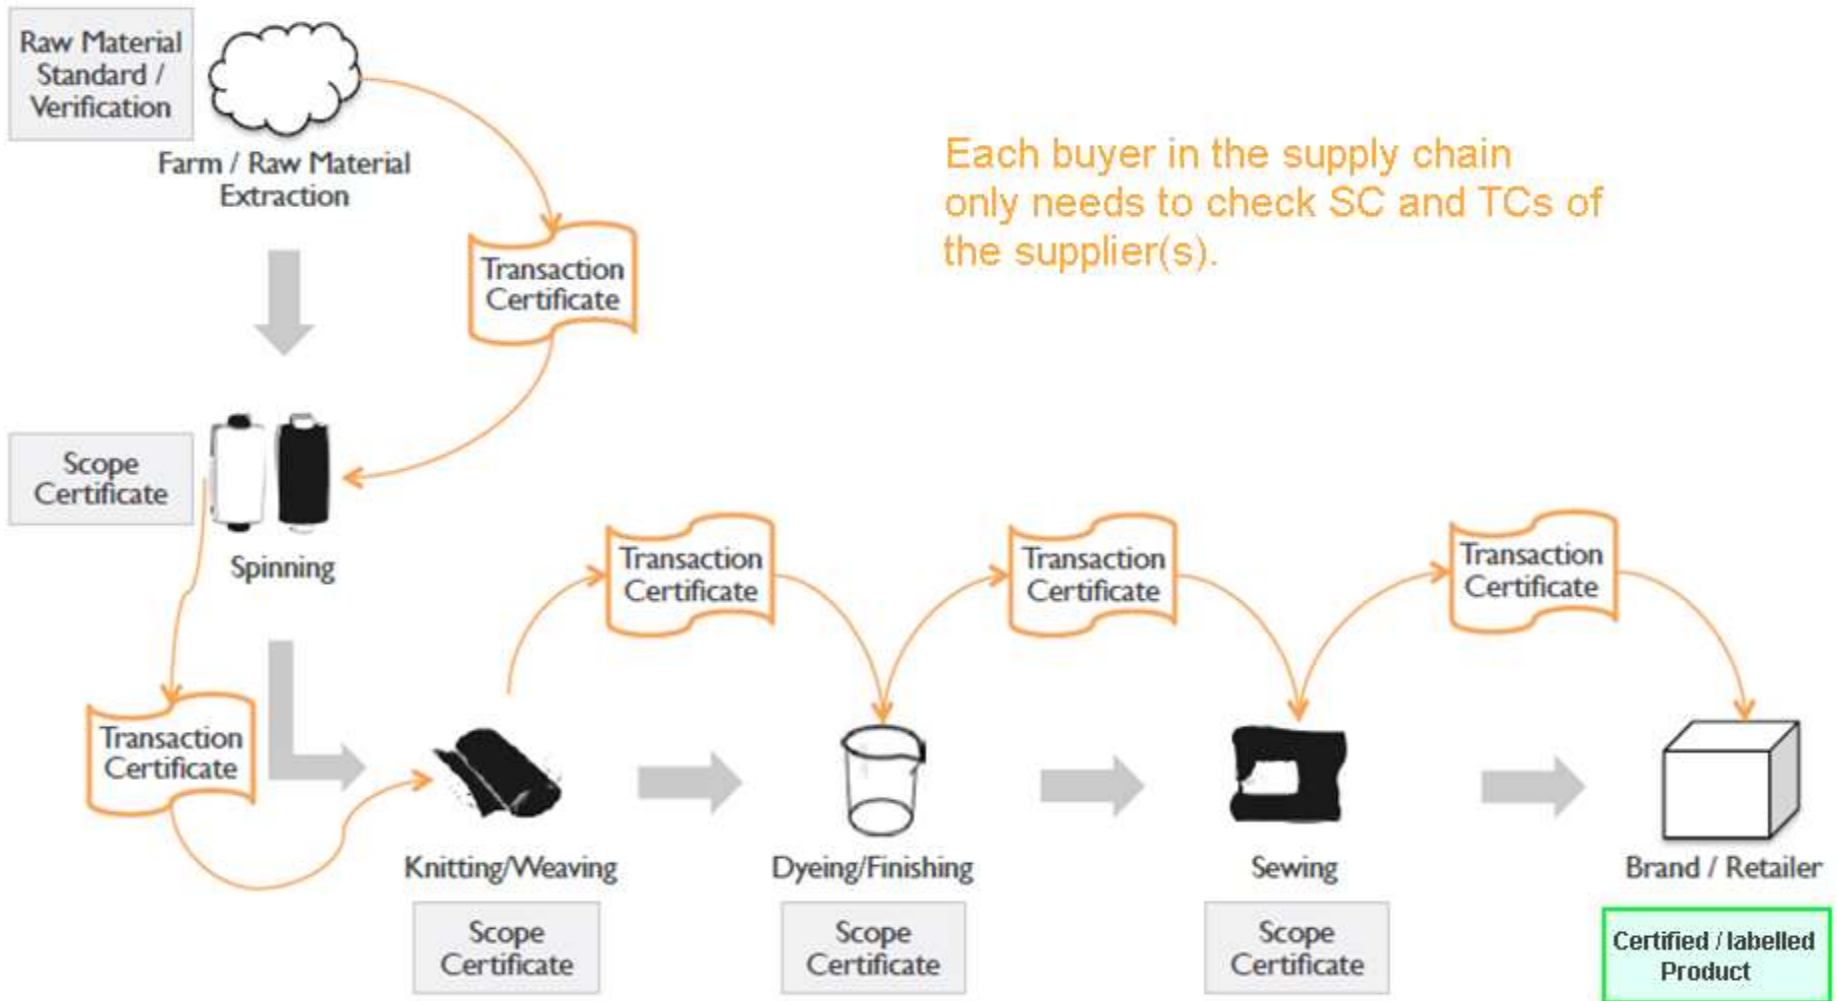 Raw Material
Standard /
Verification
Farm / Raw Material
Extraction
Each buyer in the supply chain
only needs to check SC and TCs of
the supplier(s).
Transaction
Certificate
Scope
Certificate
Spinning
Transaction
Certificate
Transaction
Certificate
Transaction
Certificate
Transaction
Certificate
Knitting/Weaving
Dyeing/Finishing
Sewing
Brand / Retailer
Scope
Certificate
Scope
Certificate
Scope
Certificate
Certified / labelled
Product